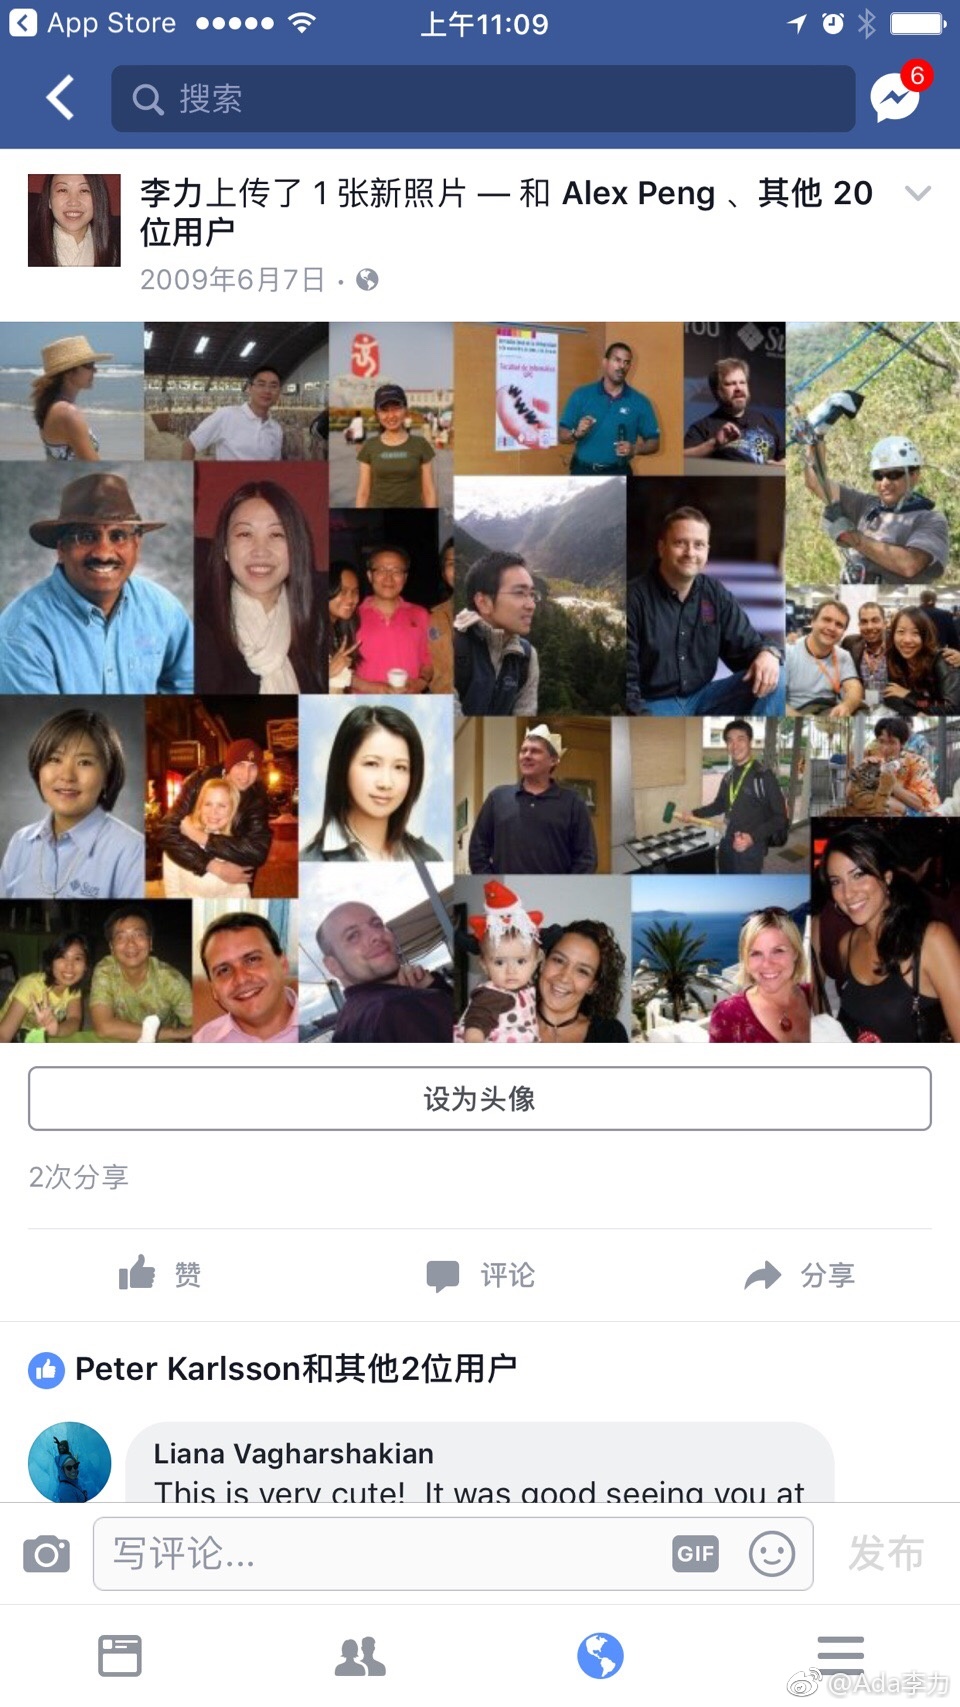 App Store
上午11:09
搜索
6
李力上传了 1 张新照片 — 和 Alex Peng 、其他 20
位用户
2009年6月7日 ·
WWW
Sun
设为头像
2次分享
赞
评论
分享
Peter Karlsson和其他2位用户
Liana Vagharshakian
This is very cute! It was good seeing you at
写评论...
GIF
发布
@Ada李力